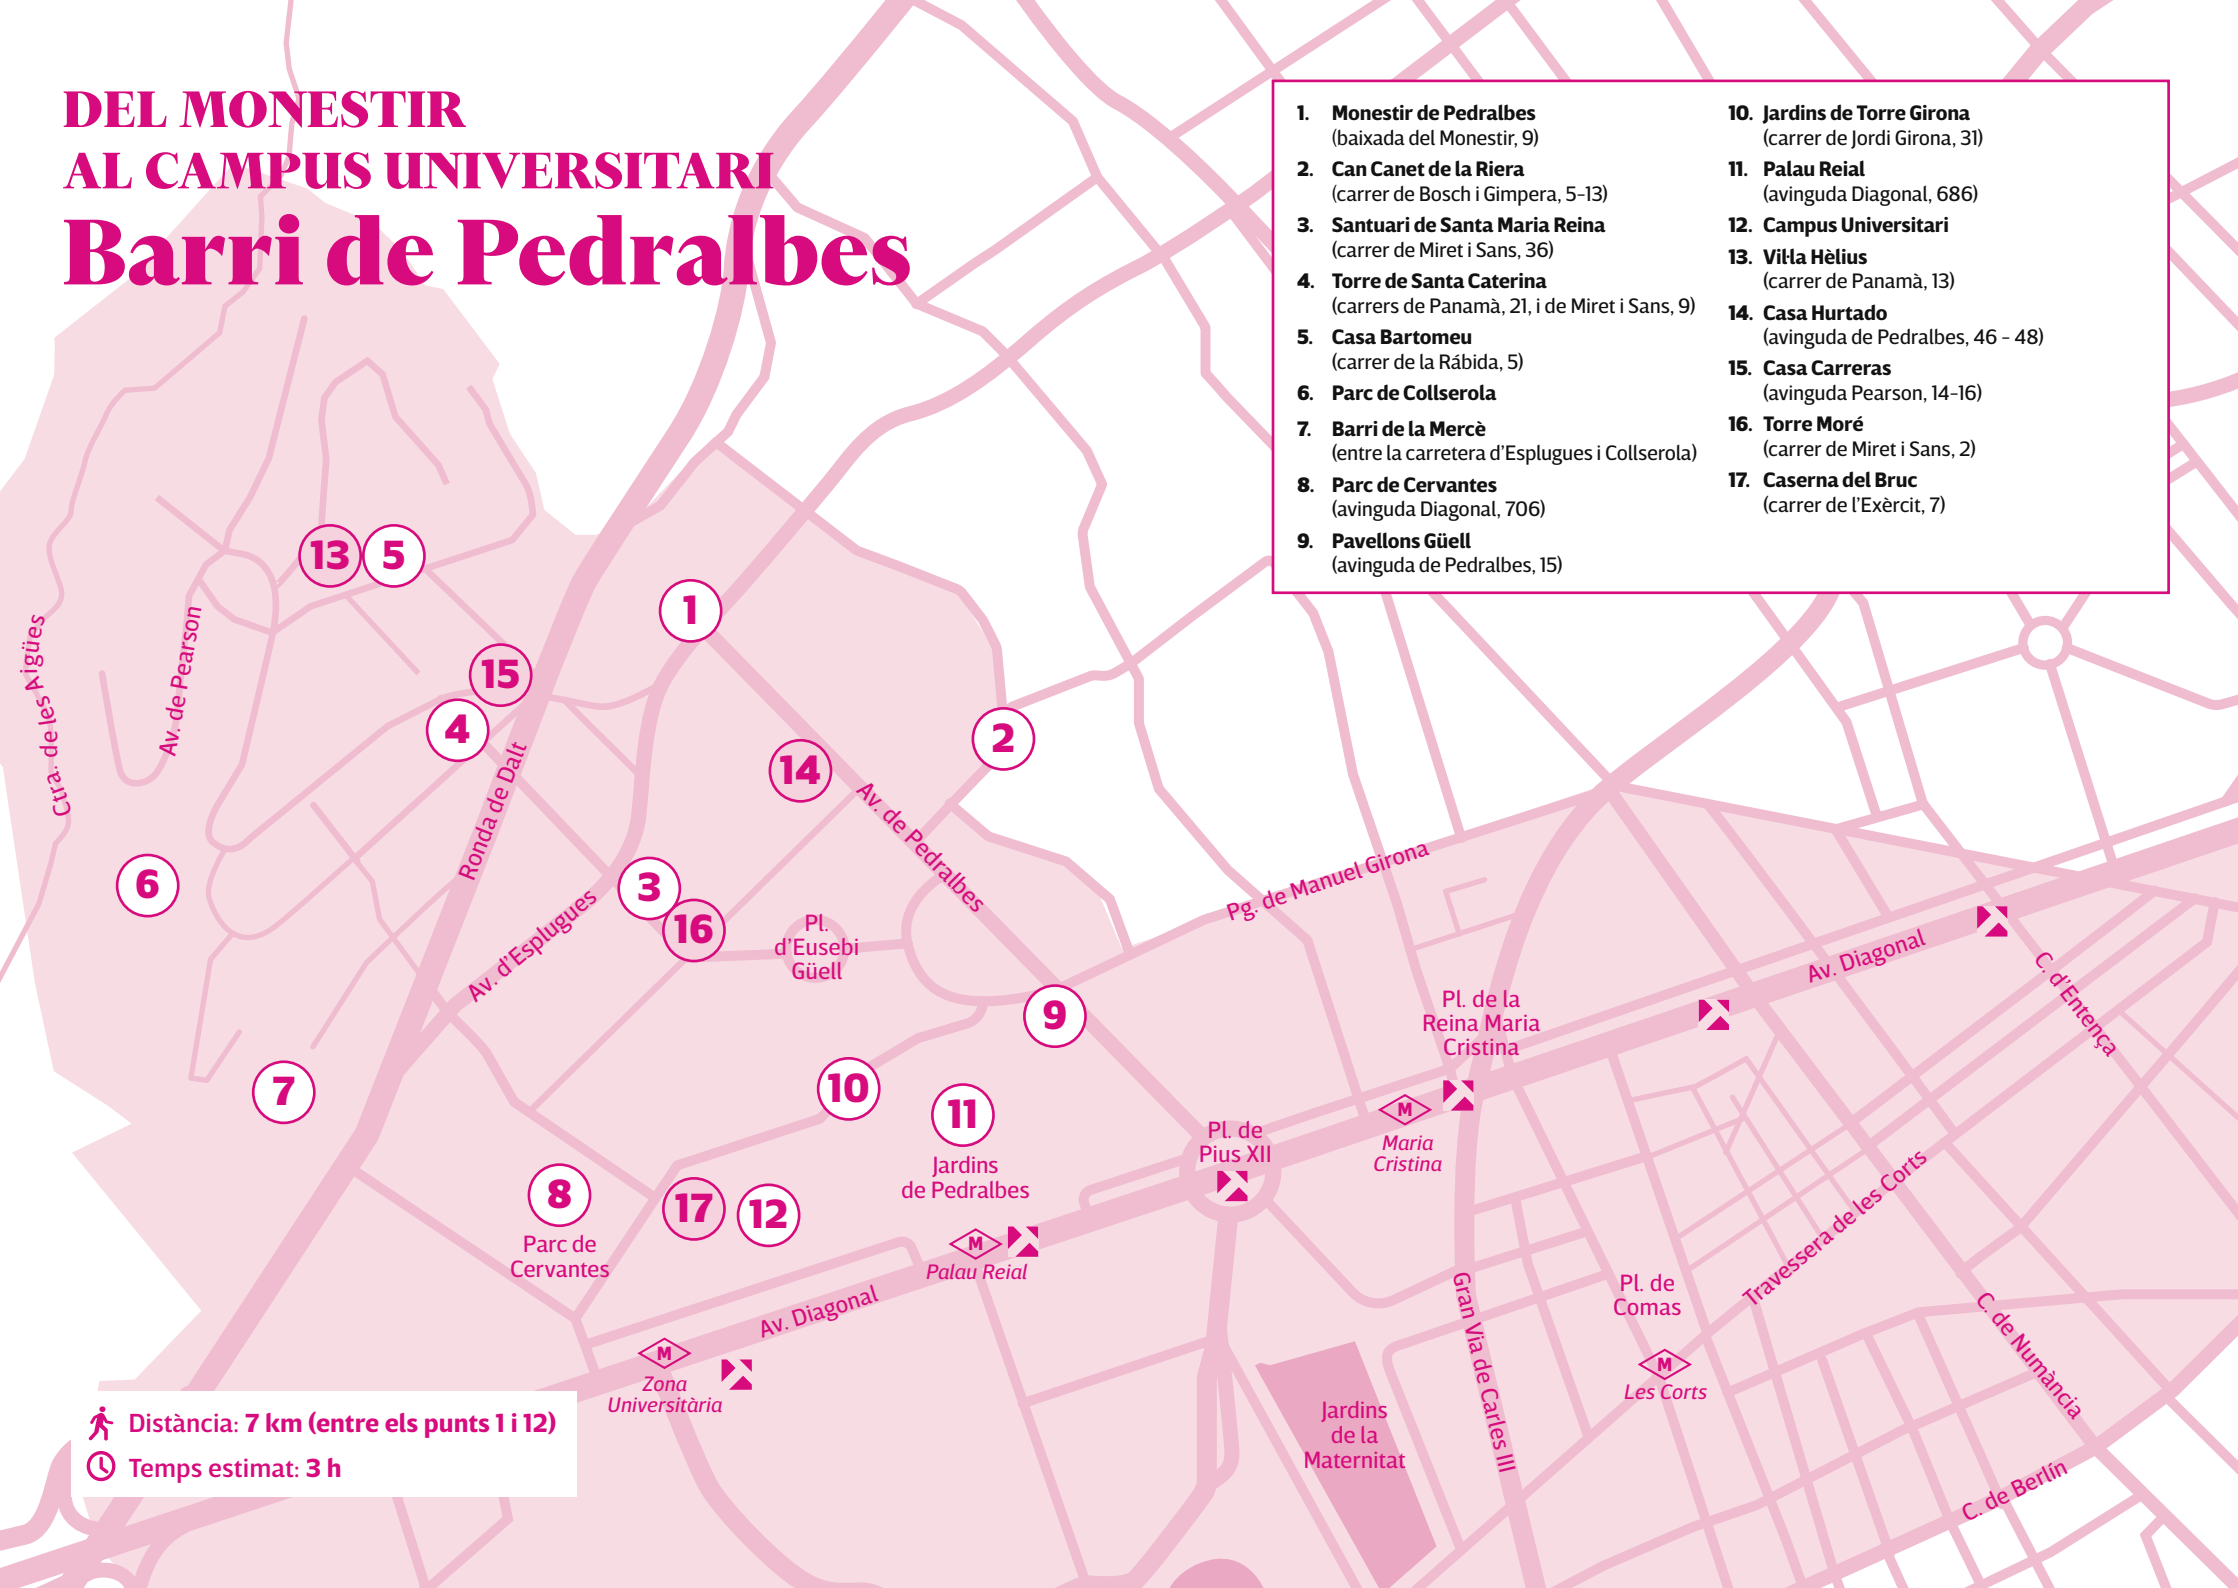 DEL MONESTIR
AL CAMPUS UNIVERSITARI
Barri de Pedralbes
1. Monestir de Pedralbes
(baixada del Monestir, 9)
2. Can Canet de la Riera
(carrer de Bosch i Gimpera, 5-13)
3. Santuari de Santa Maria Reina
(carrer de Miret i Sans, 36)
4. Torre de Santa Caterina
(carrers de Panamà, 21, i de Miret i Sans, 9)
5. Casa Bartomeu
(carrer de la Rábida, 5)
6. Parc de Collserola
7. Barri de la Mercè
(entre la carretera d'Esplugues i Collserola)
8. Parc de Cervantes
(avinguda Diagonal, 706)
9. Pavellons Güell
(avinguda de Pedralbes, 15)
10. Jardins de Torre Girona
(carrer de Jordi Girona, 31)
11. Palau Reial
(avinguda Diagonal, 686)
12. Campus Universitari
13. Vil·la Hèlius
(carrer de Panamà, 13)
14. Casa Hurtado
(avinguda de Pedralbes, 46 - 48)
15. Casa Carreras
(avinguda Pearson, 14-16)
16. Torre Moré
(carrer de Miret i Sans, 2)
17. Caserna del Bruc
(carrer de l'Exèrcit, 7)
13
5
1
Ctra. de les Aigües
Av. de Pearson
15
4
2
14
Ronda de Dalt
Av. de Pedralbes
6
3
16
Av. d'Esplugues
Pl.
d'Eusebi
Güell
Pg. de Manuel Girona
Av. Diagonal
C. d'Entença
9
Pl. de la
Reina Maria
Cristina
7
10
11
Jardins
de Pedralbes
M
Maria
Cristina
Pl. de
Pius XII
8
Parc de
Cervantes
17
12
M
Palau Reial
Travessera de les Corts
Av. Diagonal
Gran Via de Carles III
Pl. de
Comas
C. de Numància
M
Zona
Universitària
M
Les Corts
Jardins
de la
Maternitat
C. de Berlín
Distància: 7 km (entre els punts 1 i 12)
Temps estimat: 3 h